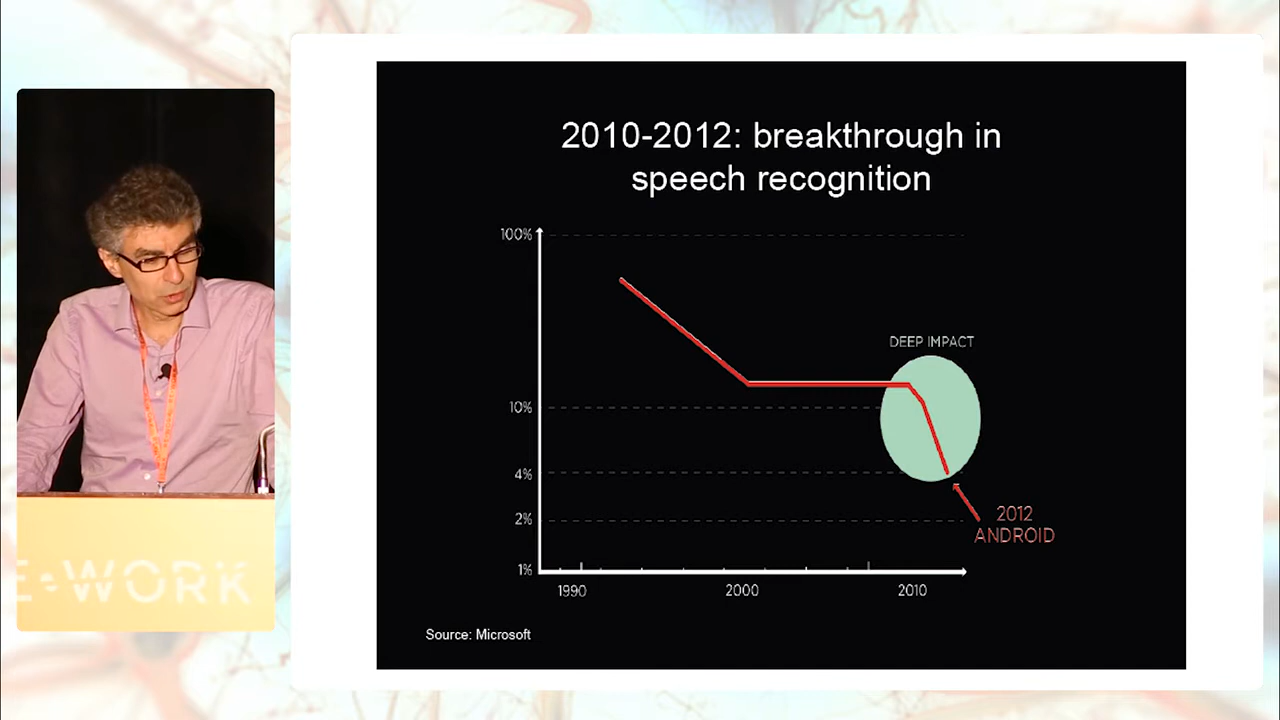 2010-2012: breakthrough in
speech recognition
100%
10%
4%
2%
1%
1990
2000
2010
DEEP IMPACT
2012
ANDROID
Source: Microsoft
E•WORK